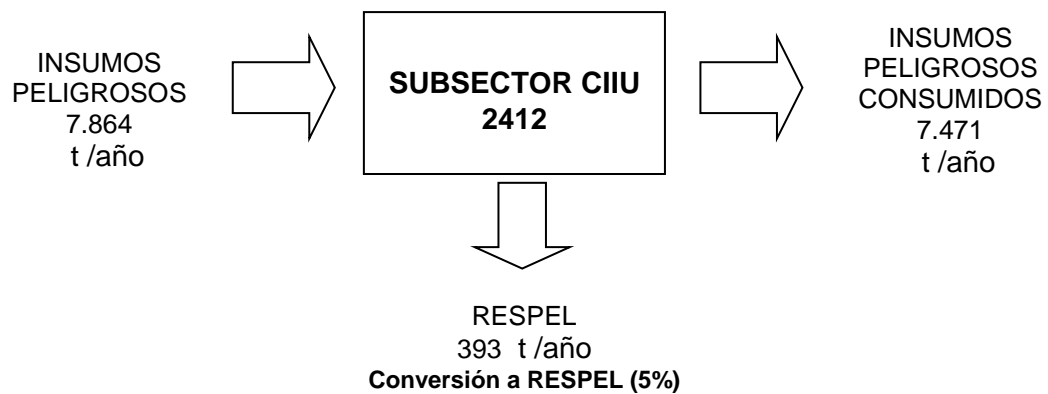 INSUMOS
PELIGROSOS
7.864
t /año
SUBSECTOR CIIU
2412
INSUMOS
PELIGROSOS
CONSUMIDOS
7.471
t /año
RESPEL
393 t /año
Conversión a RESPEL (5%)